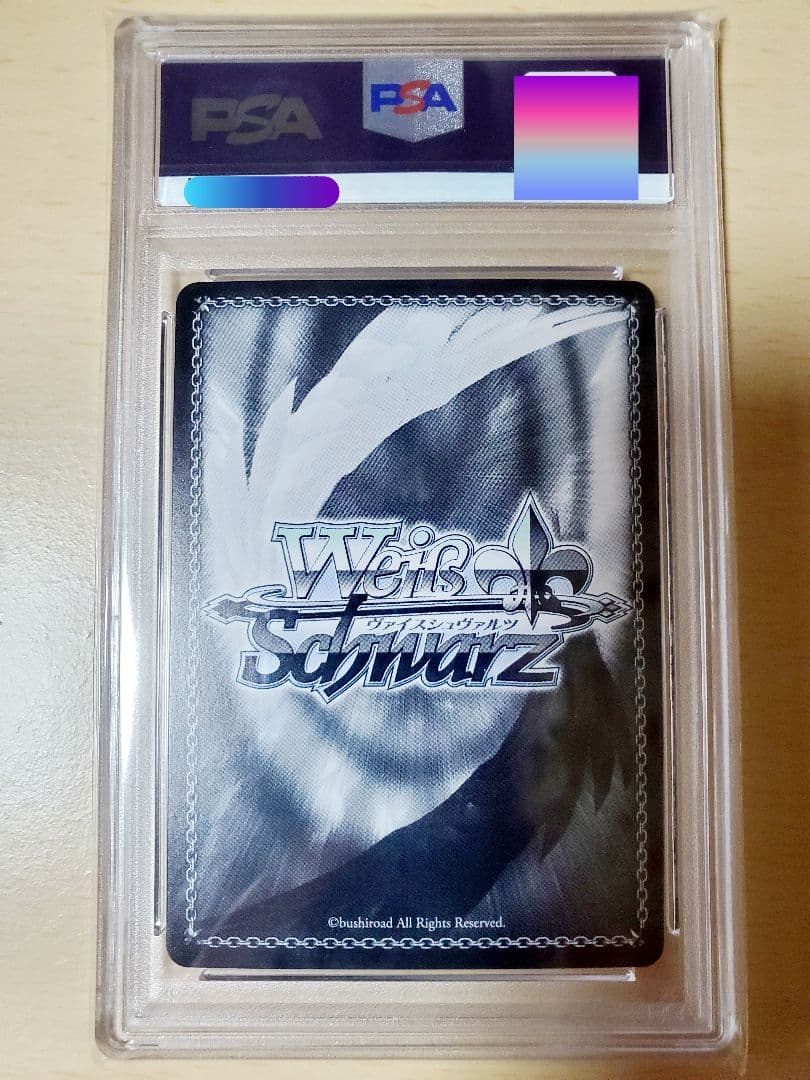 PSA
PSA
Weiß
ヴァイスシュヴァルツ
Schwarz
©bushiroad All Rights Reserved.